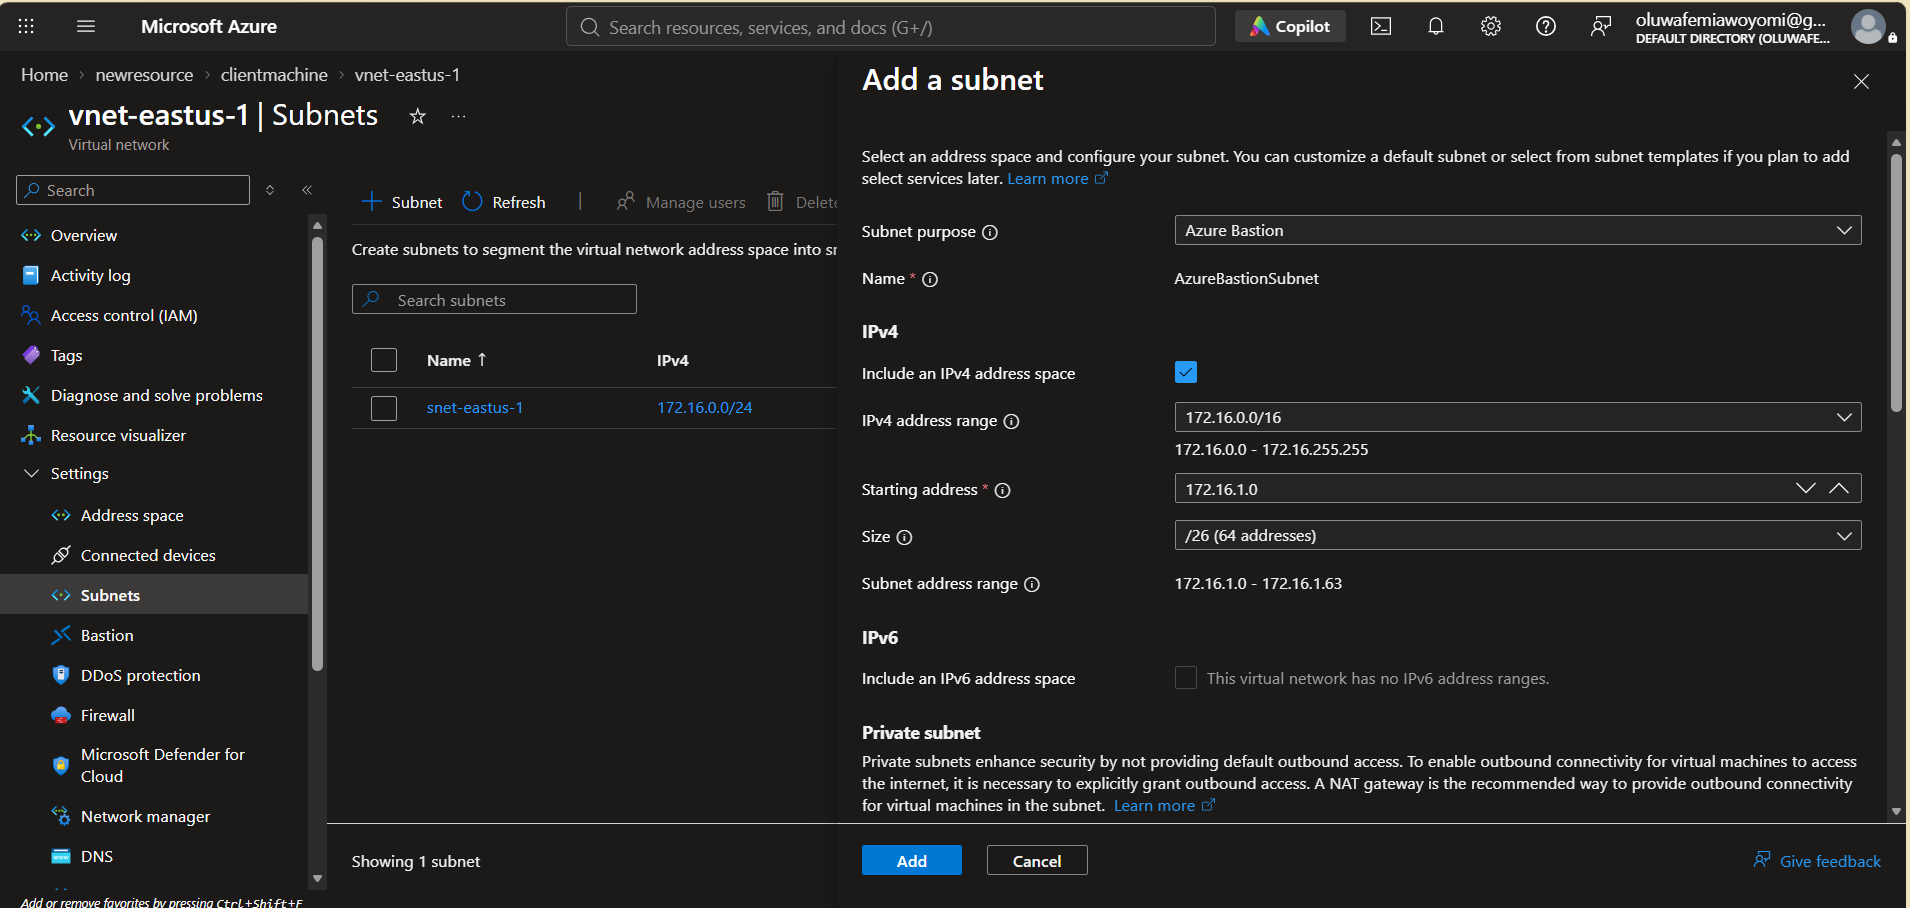 Microsoft Azure
Search resources, services, and docs (G+/)
Copilot
oluwafemiawoyomi@g...
DEFAULT DIRECTORY (OLUWAFE...
Home > newresource > clientmachine > vnet-eastus-1
vnet-eastus-1 | Subnets
...
Virtual network
Search
Overview
Activity log
Access control (IAM)
Tags
Diagnose and solve problems
Resource visualizer
Settings
Address space
Connected devices
Subnets
Bastion
DDoS protection
Firewall
Microsoft Defender for
Cloud
Network manager
DNS
Add or remove favorites by pressing Ctrl+Shift+F
Subnet
Refresh
Manage users
Delete
Create subnets to segment the virtual network address space into sr
Search subnets
Name ↑ IPv4
snet-eastus-1 172.16.0.0/24
Showing 1 subnet
Add a subnet
Select an address space and configure your subnet. You can customize a default subnet or select from subnet templates if you plan to add
select services later. Learn more
Subnet purpose Azure Bastion
Name * AzureBastionSubnet
IPv4
Include an IPv4 address space
IPv4 address range 172.16.0.0/16
172.16.0.0 - 172.16.255.255
Starting address * 172.16.1.0
Size /26 (64 addresses)
Subnet address range 172.16.1.0 - 172.16.1.63
IPv6
Include an IPv6 address space This virtual network has no IPv6 address ranges.
Private subnet
Private subnets enhance security by not providing default outbound access. To enable outbound connectivity for virtual machines to access
the internet, it is necessary to explicitly grant outbound access. A NAT gateway is the recommended way to provide outbound connectivity
for virtual machines in the subnet. Learn more
Add
Cancel
Give feedback